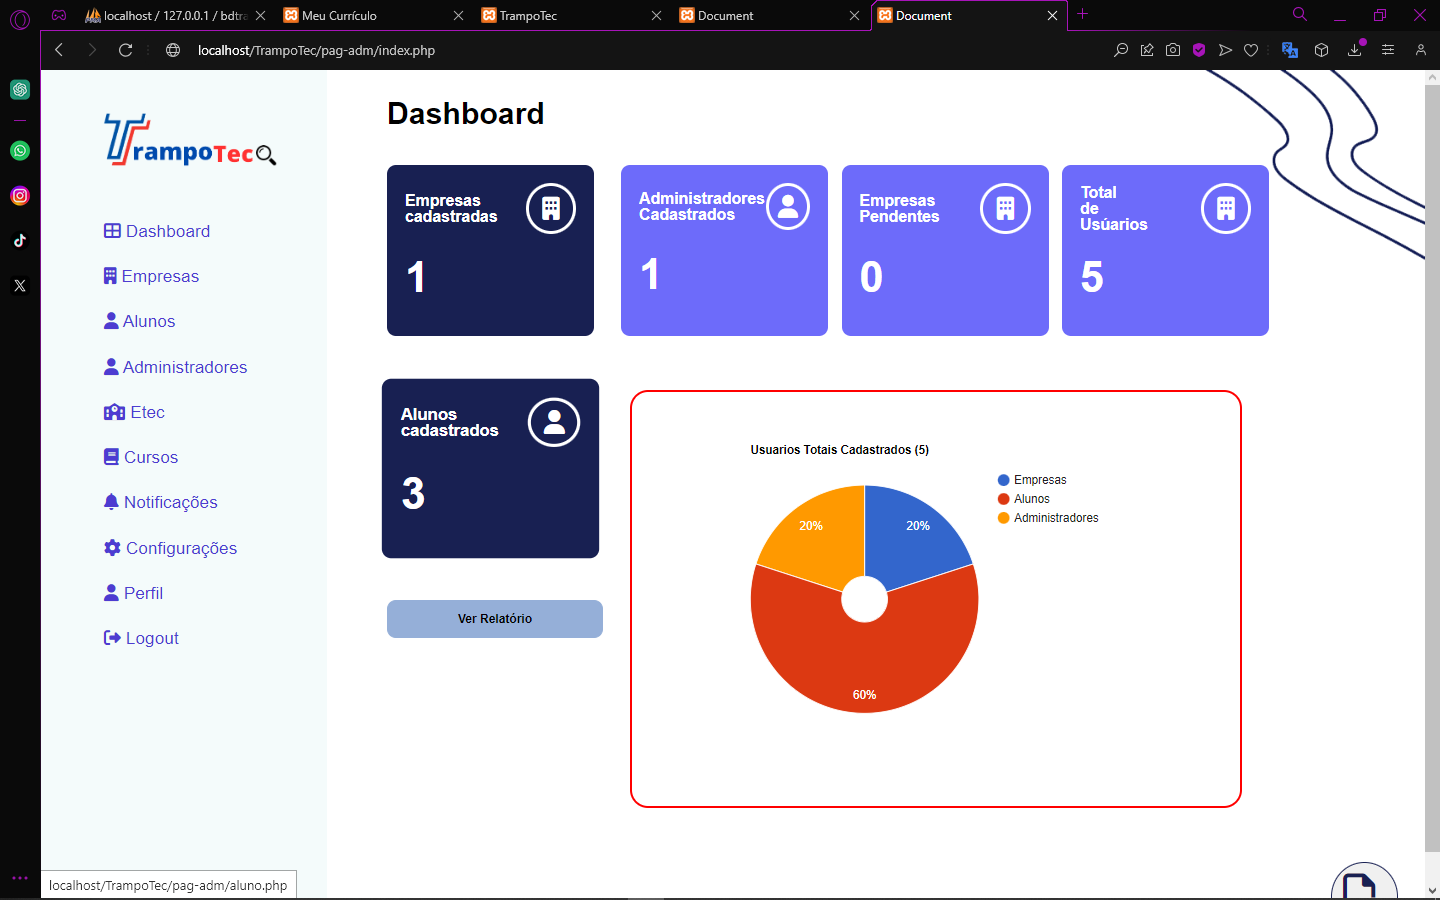 localhost / 127.0.0.1 / bdtra
Meu Currículo
TrampoTec
Document
Document
localhost/TrampoTec/pag-adm/index.php
TrampoTec
Dashboard
Empresas
Alunos
Administradores
Etec
Cursos
Notificações
Configurações
Perfil
Logout
Dashboard
Empresas
cadastradas
1
Administradores
Cadastrados
1
Empresas
Pendentes
0
Total
de
Usúarios
5
Alunos
cadastrados
3
Ver Relatório
Usuarios Totais Cadastrados (5)
Empresas
Alunos
Administradores
20%
20%
60%
localhost/TrampoTec/pag-adm/aluno.php